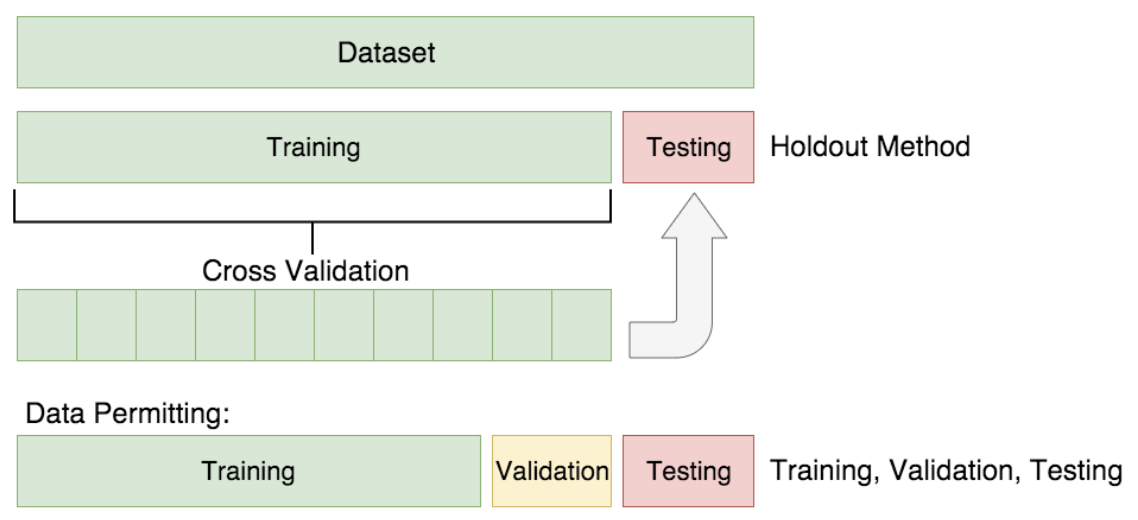 Dataset
Training Testing Holdout Method
Cross Validation
Data Permitting:
Training Validation Testing Training, Validation, Testing